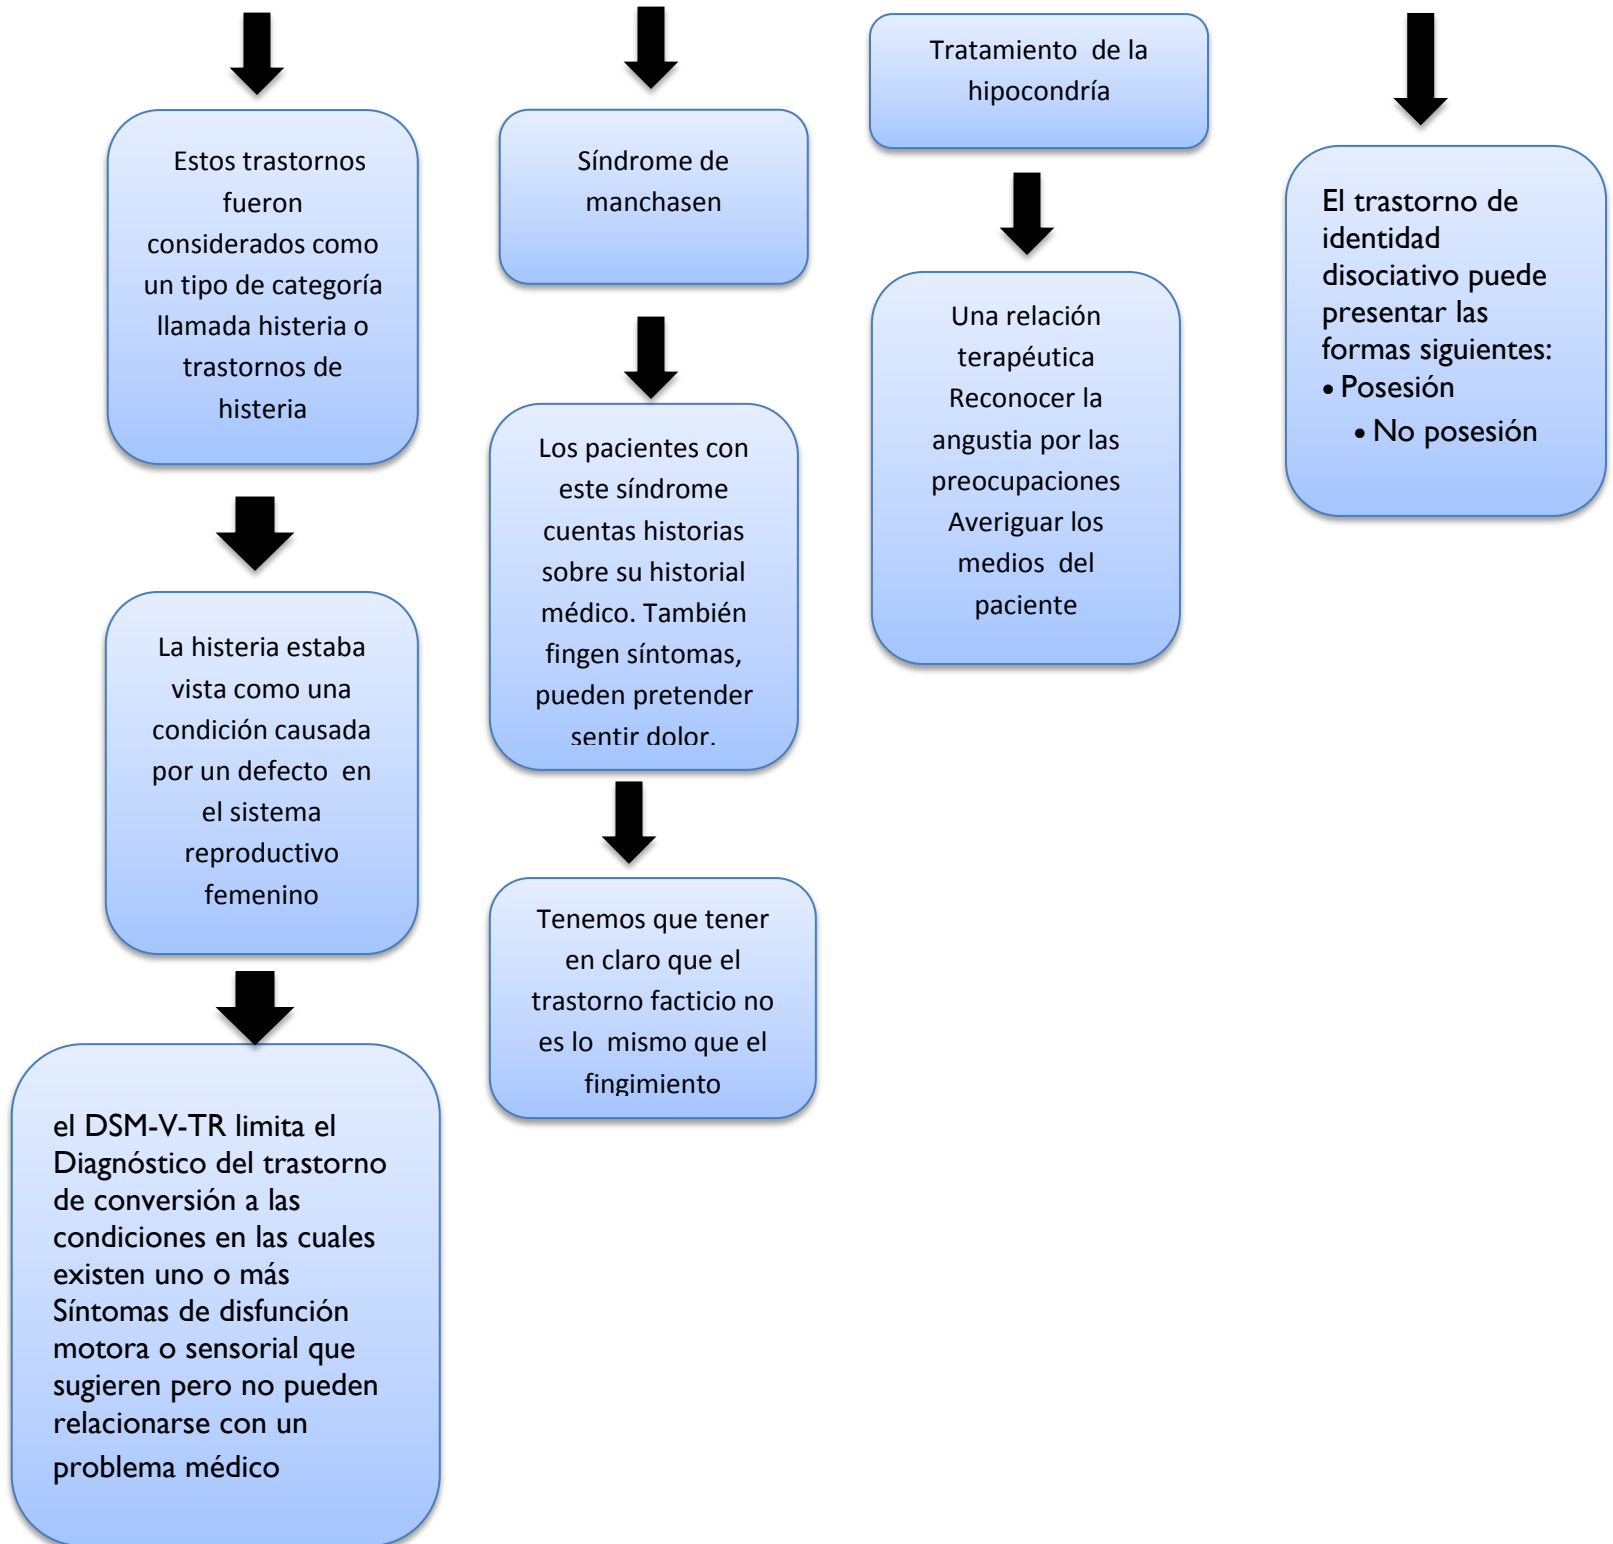 Estos trastornos
fueron
considerados como
un tipo de categoría
llamada histeria o
trastornos de
histeria
La histeria estaba
vista como una
condición causada
por un defecto en
el sistema
reproductivo
femenino
el DSM-V-TR limita el
Diagnóstico del trastorno
de conversión a las
condiciones en las cuales
existen uno o más
Síntomas de disfunción
motora o sensorial que
sugieren pero no pueden
relacionarse con un
problema médico
Síndrome de
manchasen
Los pacientes con
este síndrome
cuentas historias
sobre su historial
médico. También
fingen síntomas,
pueden pretender
sentir dolor.
Tenemos que tener
en claro que el
trastorno facticio no
es lo mismo que el
fingimiento
Tratamiento de la
hipocondría
Una relación
terapéutica
Reconocer la
angustia por las
preocupaciones
Averiguar los
medios del
paciente
El trastorno de
identidad
disociativo puede
presentar las
formas siguientes:
• Posesión
• No posesión